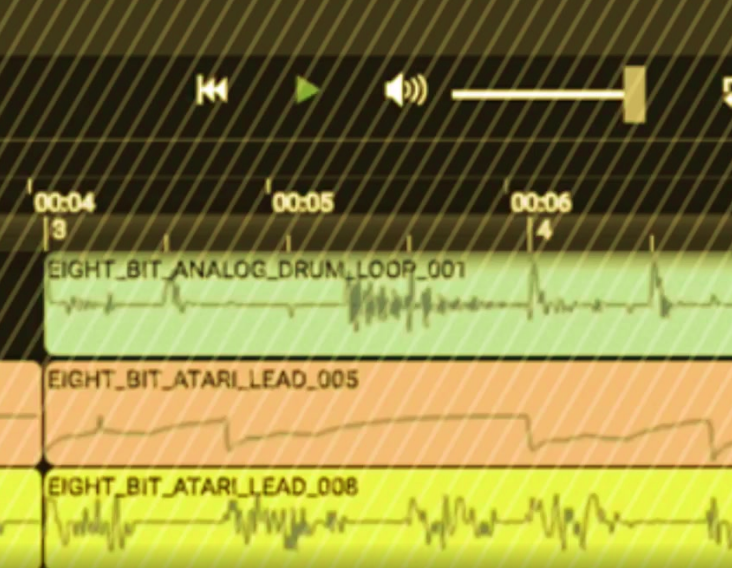 00:04 00:05 00:06
3 4
EIGHT_BIT_ANALOG_DRUM_LOOP_001
EIGHT_BIT_ATARI_LEAD_005
EIGHT_BIT_ATARI_LEAD_008